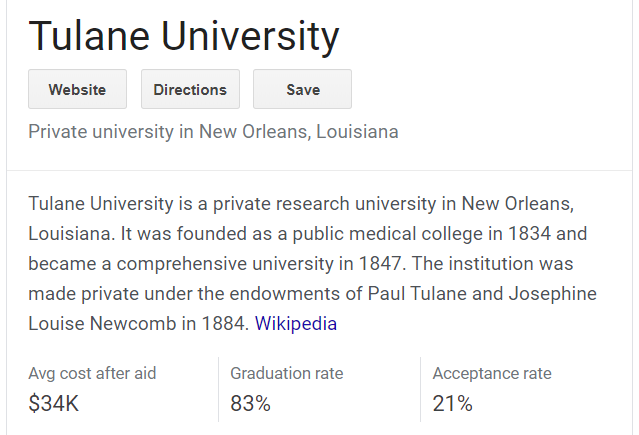 Tulane University
Website Directions Save
Private university in New Orleans, Louisiana
Tulane University is a private research university in New Orleans,
Louisiana. It was founded as a public medical college in 1834 and
became a comprehensive university in 1847. The institution was
made private under the endowments of Paul Tulane and Josephine
Louise Newcomb in 1884. Wikipedia
Avg cost after aid Graduation rate Acceptance rate
$34K 83% 21%